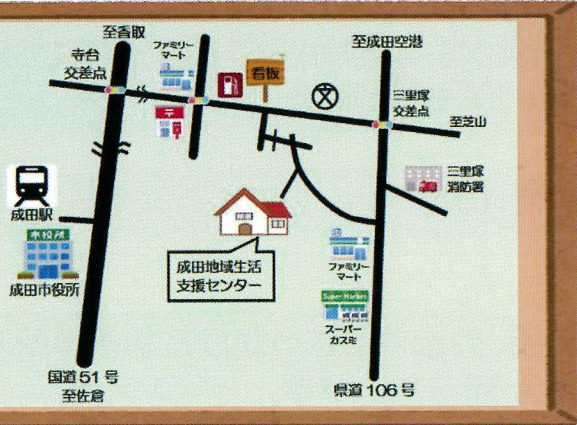 至香取
寺台
交差点
ファミリー
マート
〒
看板
至成田空港
三里塚
交差点
至芝山
三里塚
消防署
成田駅
市役所
成田市役所
成田地域生活
支援センター
ファミリー
マート
Super Market
スーパー
カスミ
国道51号
至佐倉
県道106号